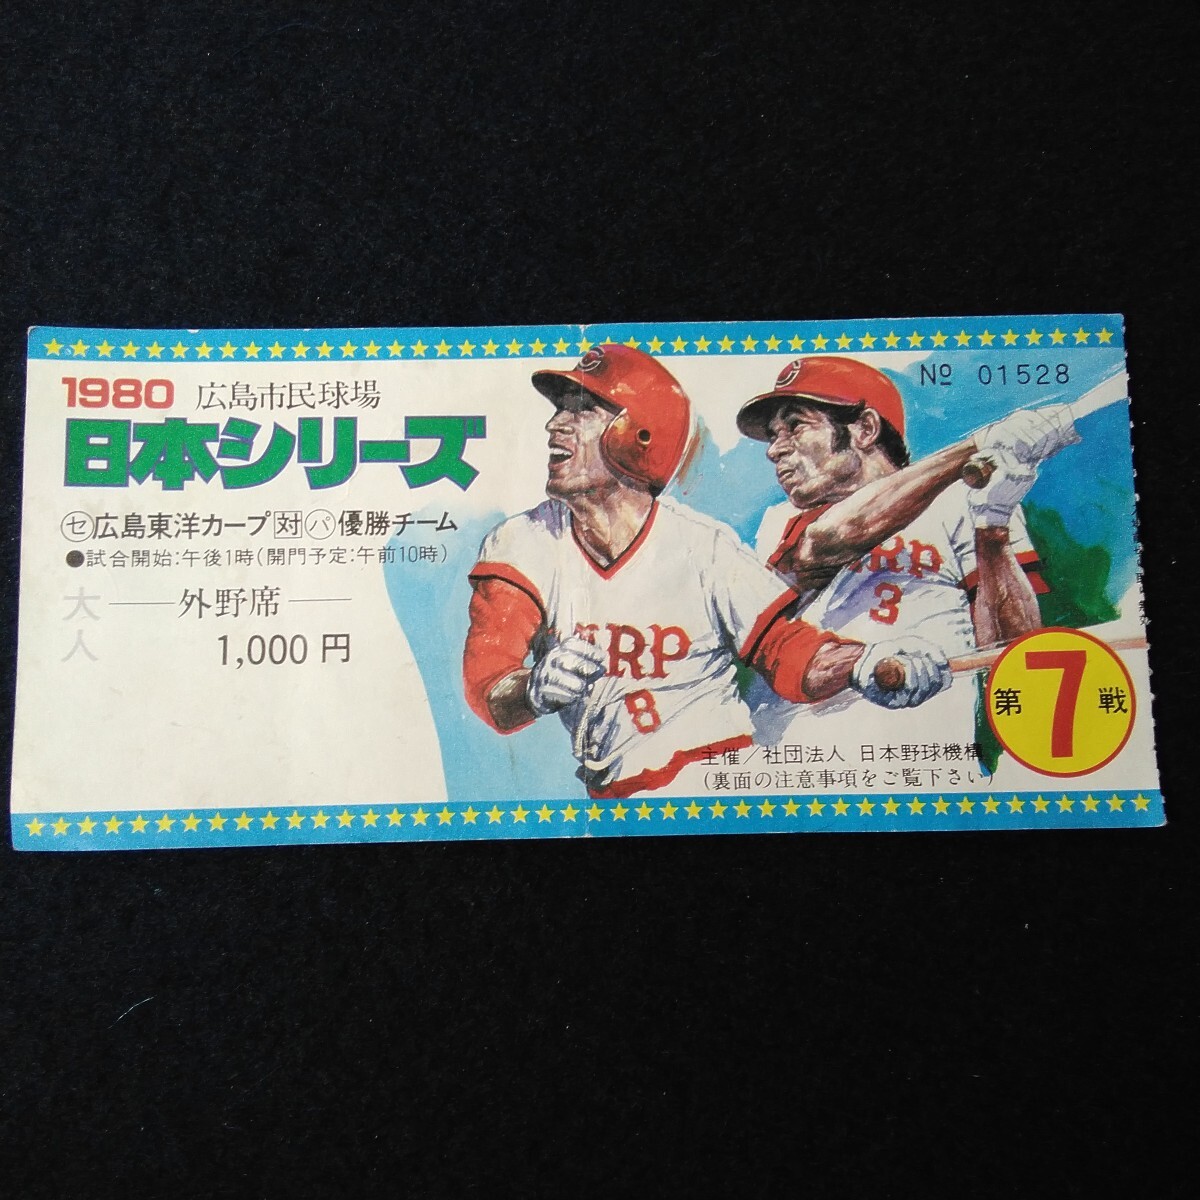 1980 広島市民球場
日本シリーズ
セ広島東洋カープ対パ優勝チーム
●試合開始:午後1時(開門予定:午前10時)
大人
外野席
1,000円
№ 01528
C
C
CARP
8
ARP
3
第7戦
主催/社団法人 日本野球機構
(裏面の注意事項をご覧下さい)